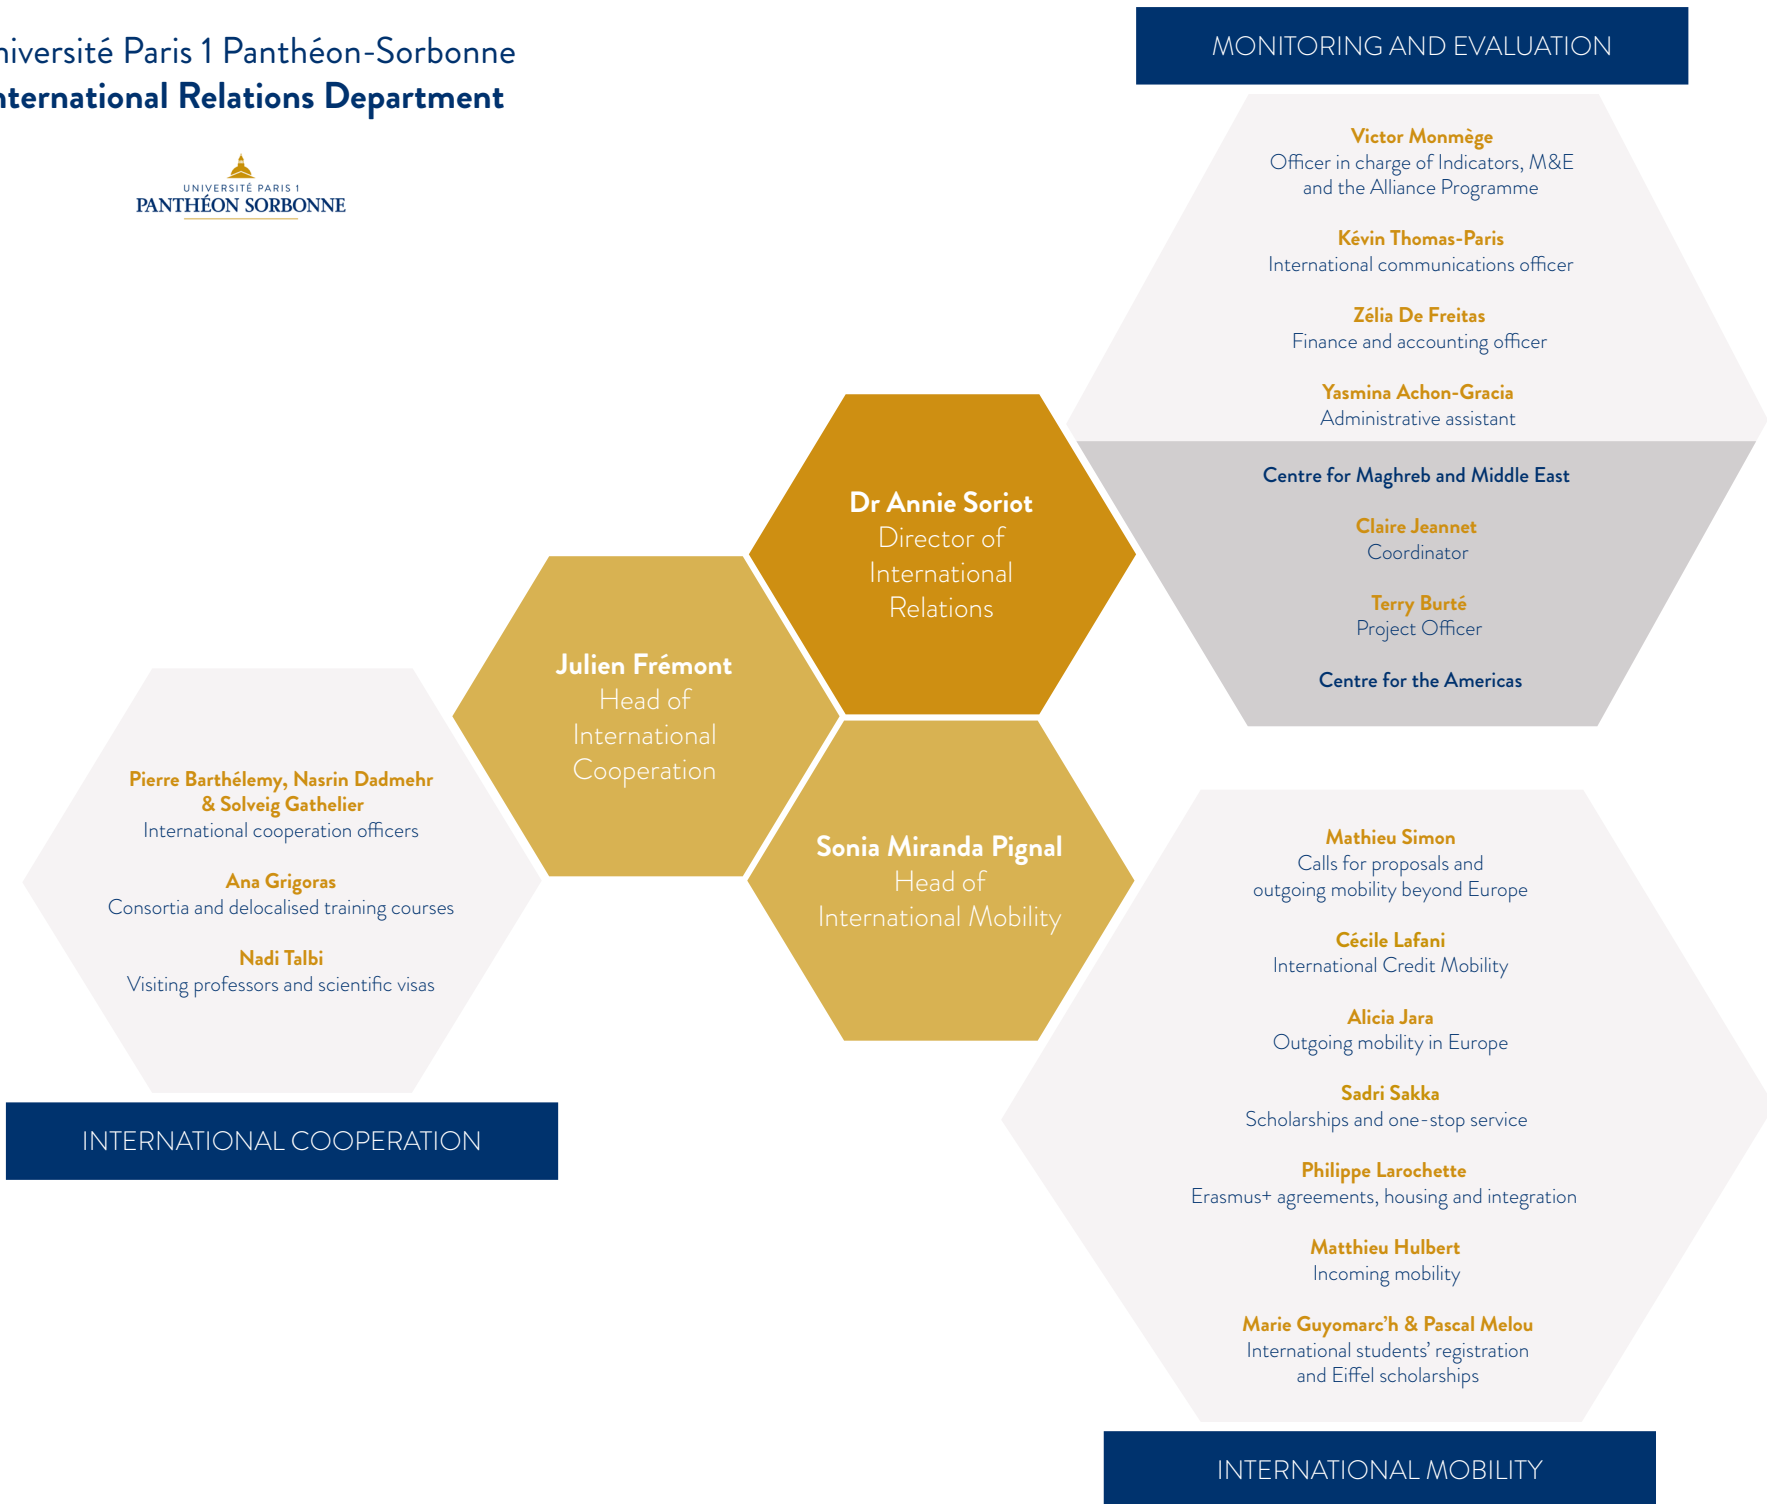 niversité Paris 1 Panthéon-Sorbonne
nternational Relations Department
UNIVERSITÉ PARIS 1
PANTHÉON SORBONNE
MONITORING AND EVALUATION
Victor Monmège
Officer in charge of Indicators, M&E
and the Alliance Programme
Kévin Thomas-Paris
International communications officer
Zélia De Freitas
Finance and accounting officer
Yasmina Achon-Gracia
Administrative assistant
Centre for Maghreb and Middle East
Claire Jeannet
Coordinator
Terry Burté
Project Officer
Centre for the Americas
Dr Annie Soriot
Director of
International
Relations
Julien Frémont
Head of
International
Cooperation
Sonia Miranda Pignal
Head of
International Mobility
Pierre Barthélemy, Nasrin Dadmehr
& Solveig Gathelier
International cooperation officers
Ana Grigoras
Consortia and delocalised training courses
Nadi Talbi
Visiting professors and scientific visas
INTERNATIONAL COOPERATION
Mathieu Simon
Calls for proposals and
outgoing mobility beyond Europe
Cécile Lafani
International Credit Mobility
Alicia Jara
Outgoing mobility in Europe
Sadri Sakka
Scholarships and one-stop service
Philippe Larochette
Erasmus+ agreements, housing and integration
Matthieu Hulbert
Incoming mobility
Marie Guyomarc'h & Pascal Melou
International students' registration
and Eiffel scholarships
INTERNATIONAL MOBILITY